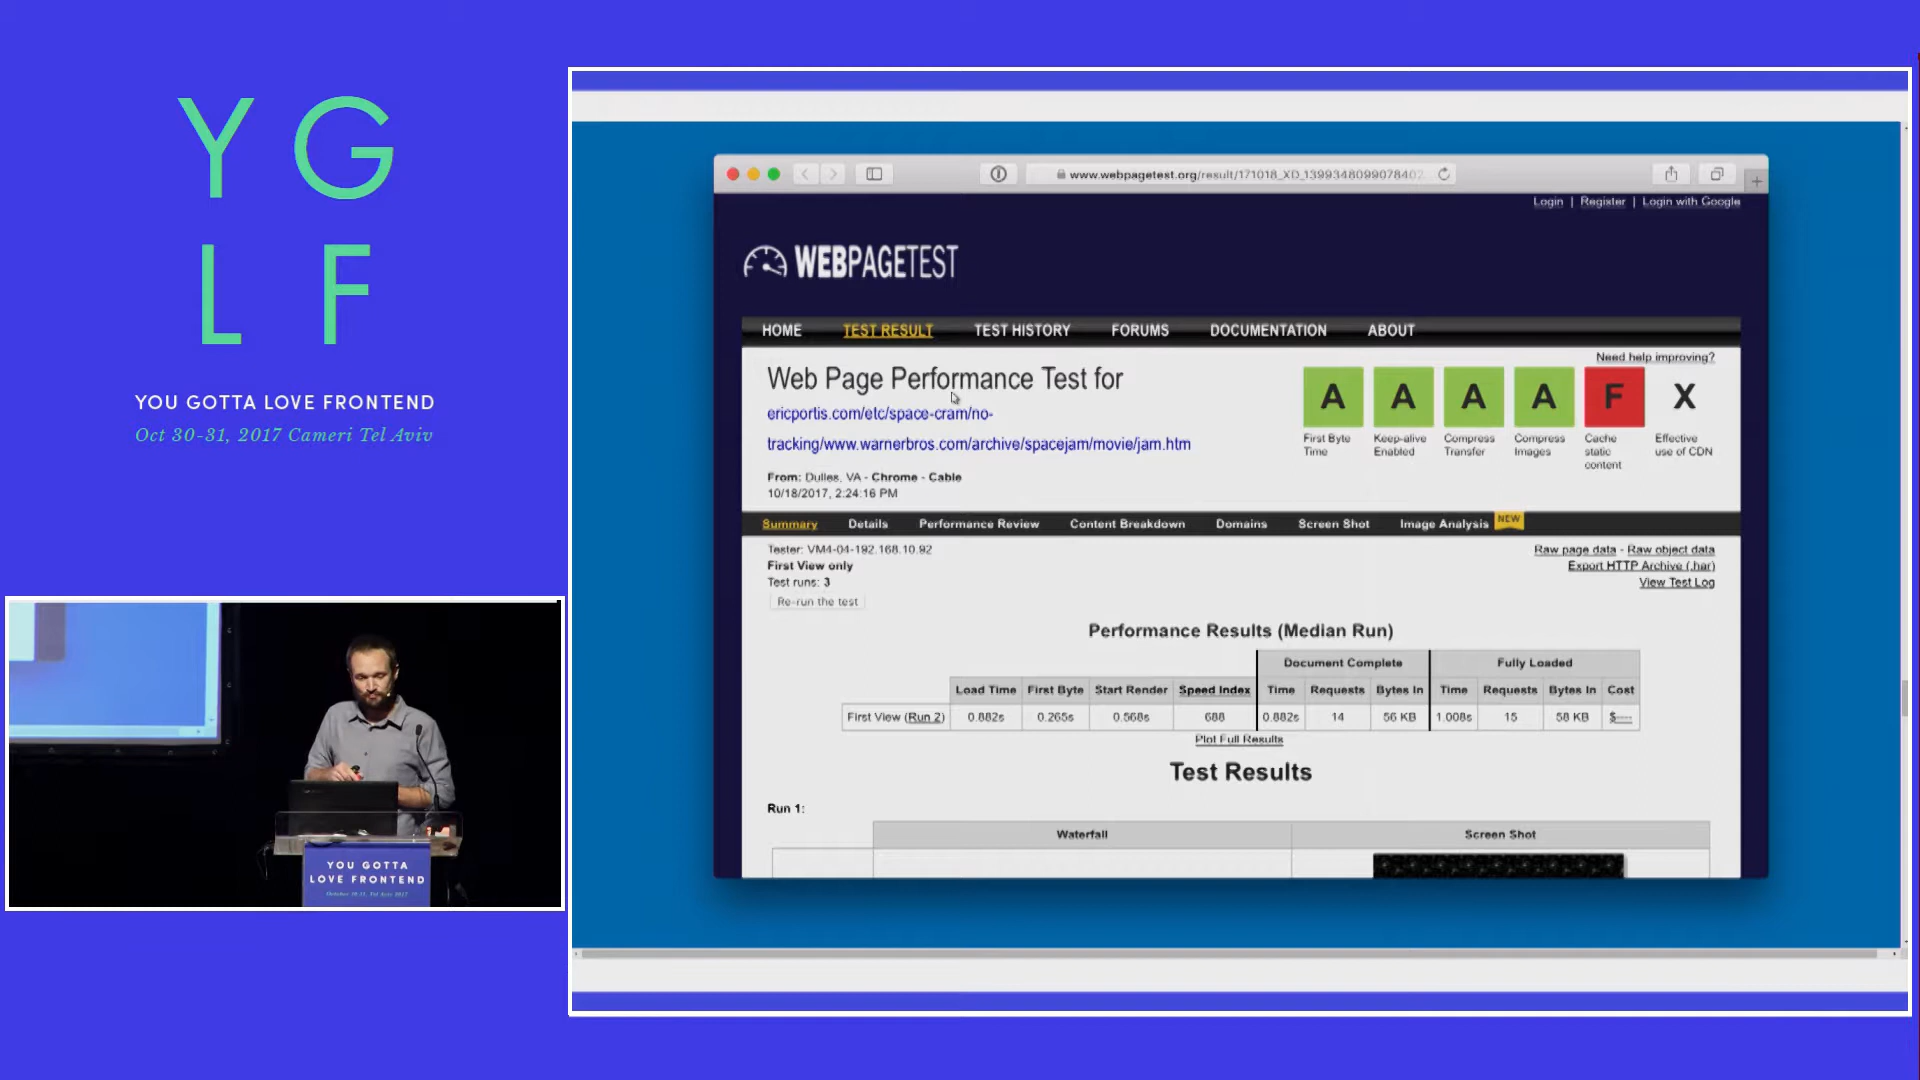 Y G
L F
YOU GOTTA LOVE FRONTEND
Oct 30-31, 2017 Cameri Tel Aviv
YOU GOTTA
LOVE FRONTEND
www.webpagetest.org/result/171018_XD_1399348099078402
Login | Register | Login with Google
WEBPAGETEST
HOME TEST RESULT TEST HISTORY FORUMS DOCUMENTATION ABOUT
Need help improving?
Web Page Performance Test for
ericportis.com/etc/space-cram/no-
tracking/www.warnerbros.com/archive/spacejam/movie/jam.htm
From: Dulles, VA - Chrome - Cable
10/18/2017, 2:24:16 PM
A A A A F X
First Byte Keep-alive Compress Compress Cache Effective
Time Enabled Transfer Images static use of CDN
content
Summary Details Performance Review Content Breakdown Domains Screen Shot Image Analysis NEW
Tester: VM4-04-192.168.10.92
First View only
Test runs: 3
Re-run the test
Raw page data - Raw object data
Export HTTP Archive (.har)
View Test Log
Performance Results (Median Run)
Document Complete Fully Loaded
Load Time First Byte Start Render Speed Index Time Requests Bytes In Time Requests Bytes In Cost
First View (Run 2) 0.882s 0.265s 0.568s 688 0.882s 14 56 KB 1.008s 15 58 KB $----
Plot Full Results
Test Results
Run 1:
Waterfall Screen Shot